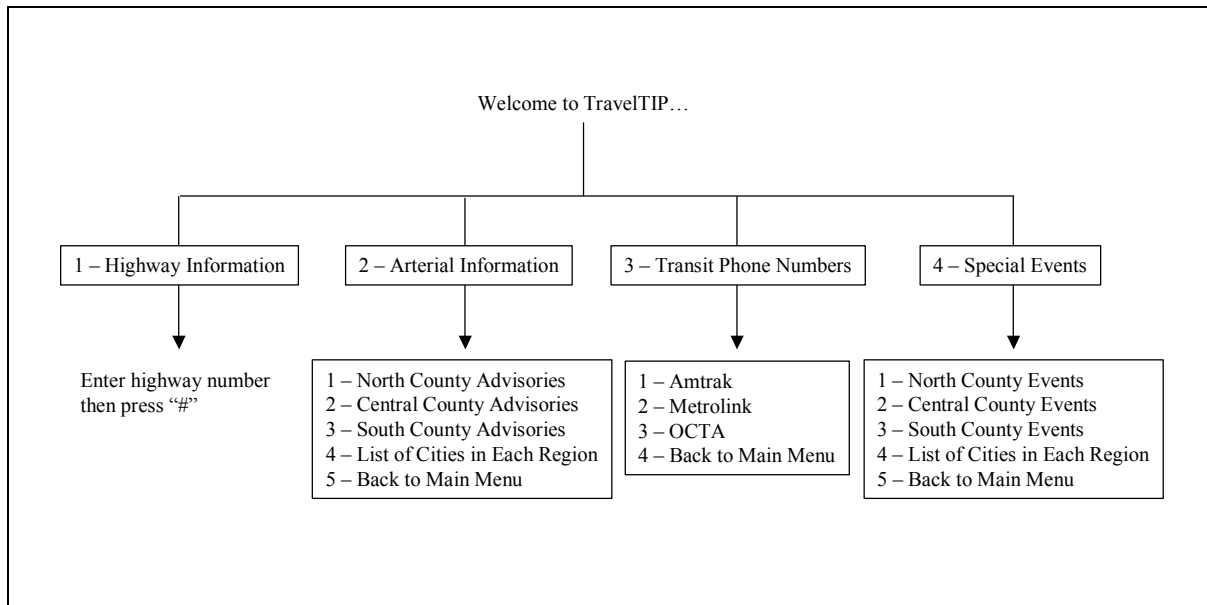 Welcome to TravelTIP…
1 – Highway Information
2 – Arterial Information
3 – Transit Phone Numbers
4 – Special Events
Enter highway number
then press “#”
1 – North County Advisories
2 – Central County Advisories
3 – South County Advisories
4 – List of Cities in Each Region
5 – Back to Main Menu
1 – Amtrak
2 – Metrolink
3 – OCTA
4 – Back to Main Menu
1 – North County Events
2 – Central County Events
3 – South County Events
4 – List of Cities in Each Region
5 – Back to Main Menu